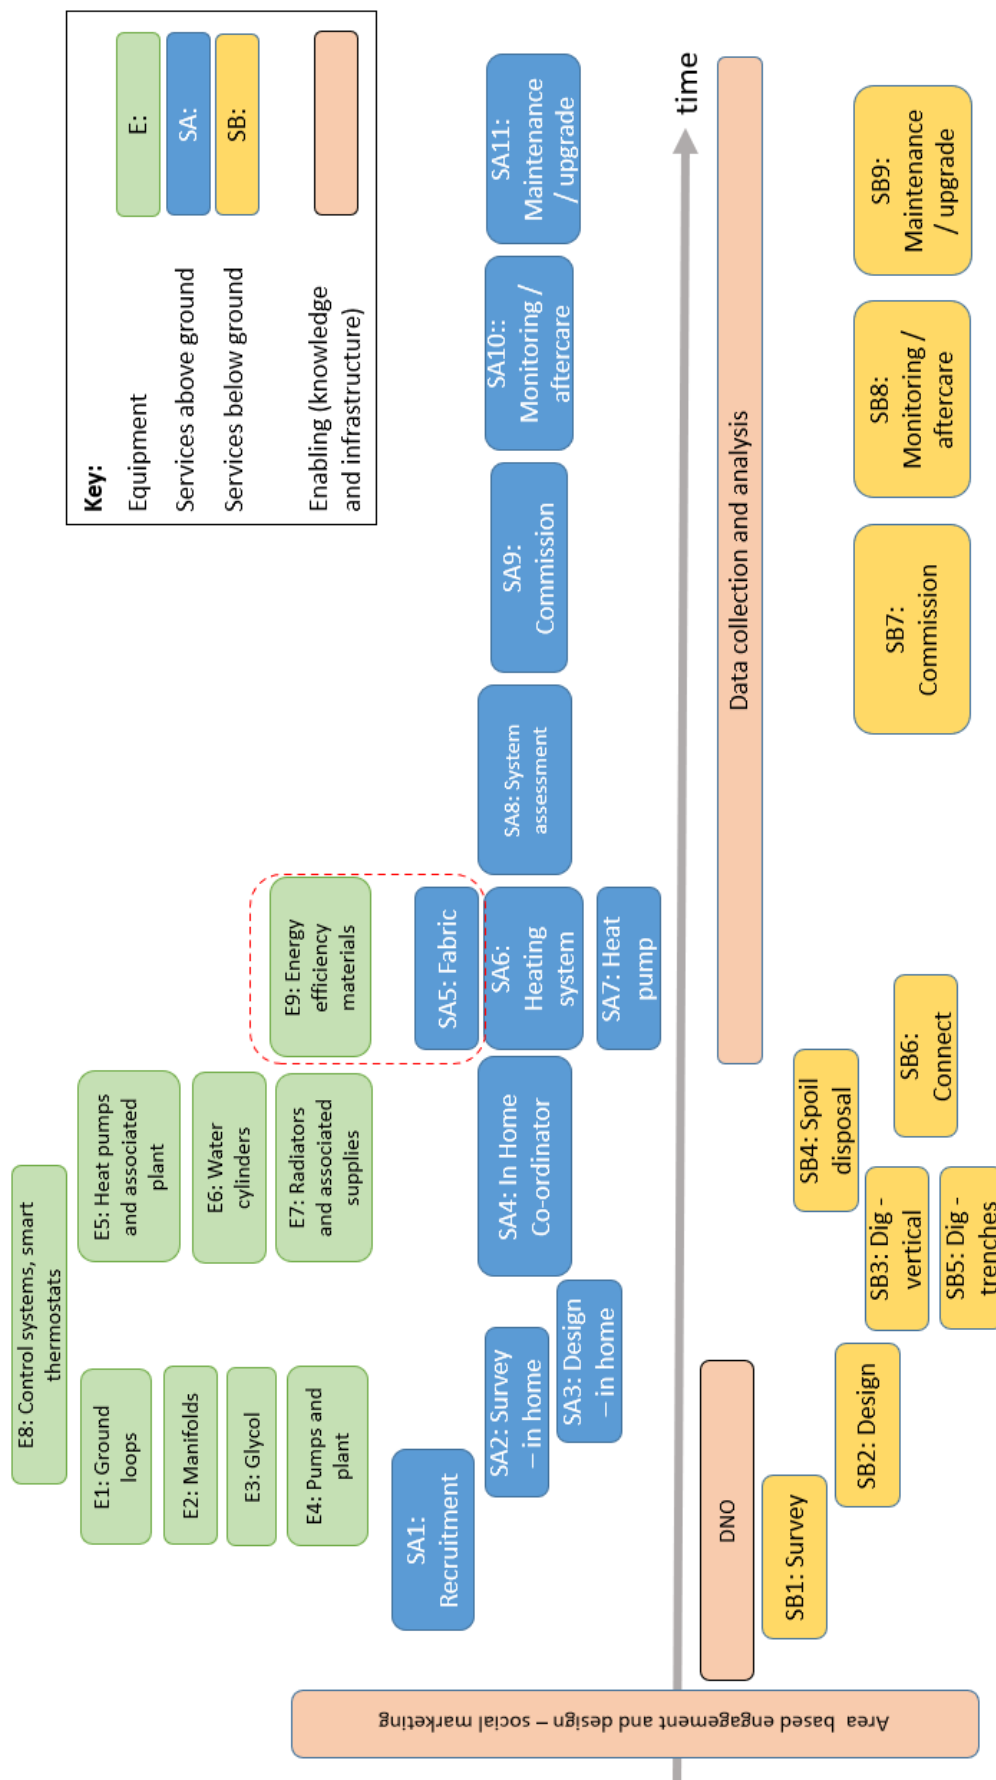 Key:
Equipment
E:
Services above ground
SA:
Services below ground
SB:
Enabling (knowledge
and infrastructure)
E8: Control systems, smart
thermostats
E1: Ground
loops
E2: Manifolds
E3: Glycol
E4: Pumps and
plant
E5: Heat pumps
and associated
plant
E6: Water
cylinders
E7: Radiators
and associated
supplies
E9: Energy
efficiency
materials
SA1:
Recruitment
SA2: Survey
– in home
SA3: Design
– in home
SA4: In Home
Co-ordinator
SA5: Fabric
SA6:
Heating
system
SA7: Heat
pump
SA8: System
assessment
SA9:
Commission
SA10::
Monitoring /
aftercare
SA11:
Maintenance
/ upgrade
time
Area based engagement and design – social marketing
DNO
Data collection and analysis
SB1: Survey
SB2: Design
SB3: Dig -
vertical
SB4: Spoil
disposal
SB5: Dig -
trenches
SB6:
Connect
SB7:
Commission
SB8:
Monitoring /
aftercare
SB9:
Maintenance
/ upgrade